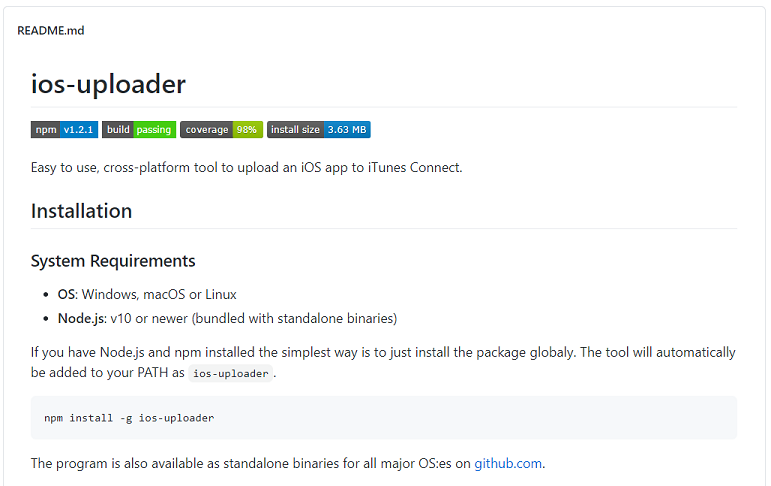 README.md
ios-uploader
npm v1.2.1 build passing coverage 98% install size 3.63 MB
Easy to use, cross-platform tool to upload an iOS app to iTunes Connect.
Installation
System Requirements
• OS: Windows, macOS or Linux
• Node.js: v10 or newer (bundled with standalone binaries)
If you have Node.js and npm installed the simplest way is to just install the package globaly. The tool will automatically
be added to your PATH as ios-uploader.
npm install -g ios-uploader
The program is also available as standalone binaries for all major OS:es on github.com.